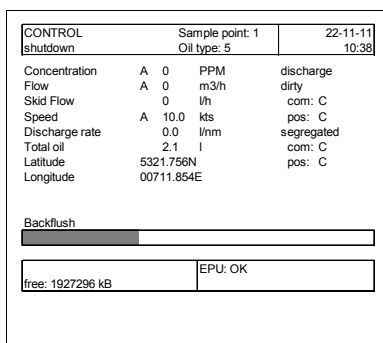 CONTROL Sample point: 1 22-11-11
shutdown Oil type: 5 10:38
Concentration A 0 PPM discharge
Flow A 0 m3/h dirty
Skid Flow 0 l/h com: C
Speed A 10.0 kts pos: C
Discharge rate 0.0 l/nm segregated
Total oil 2.1 l com: C
Latitude 5321.756N pos: C
Longitude 00711.854E
Backflush
EPU: OK
free: 1927296 kB